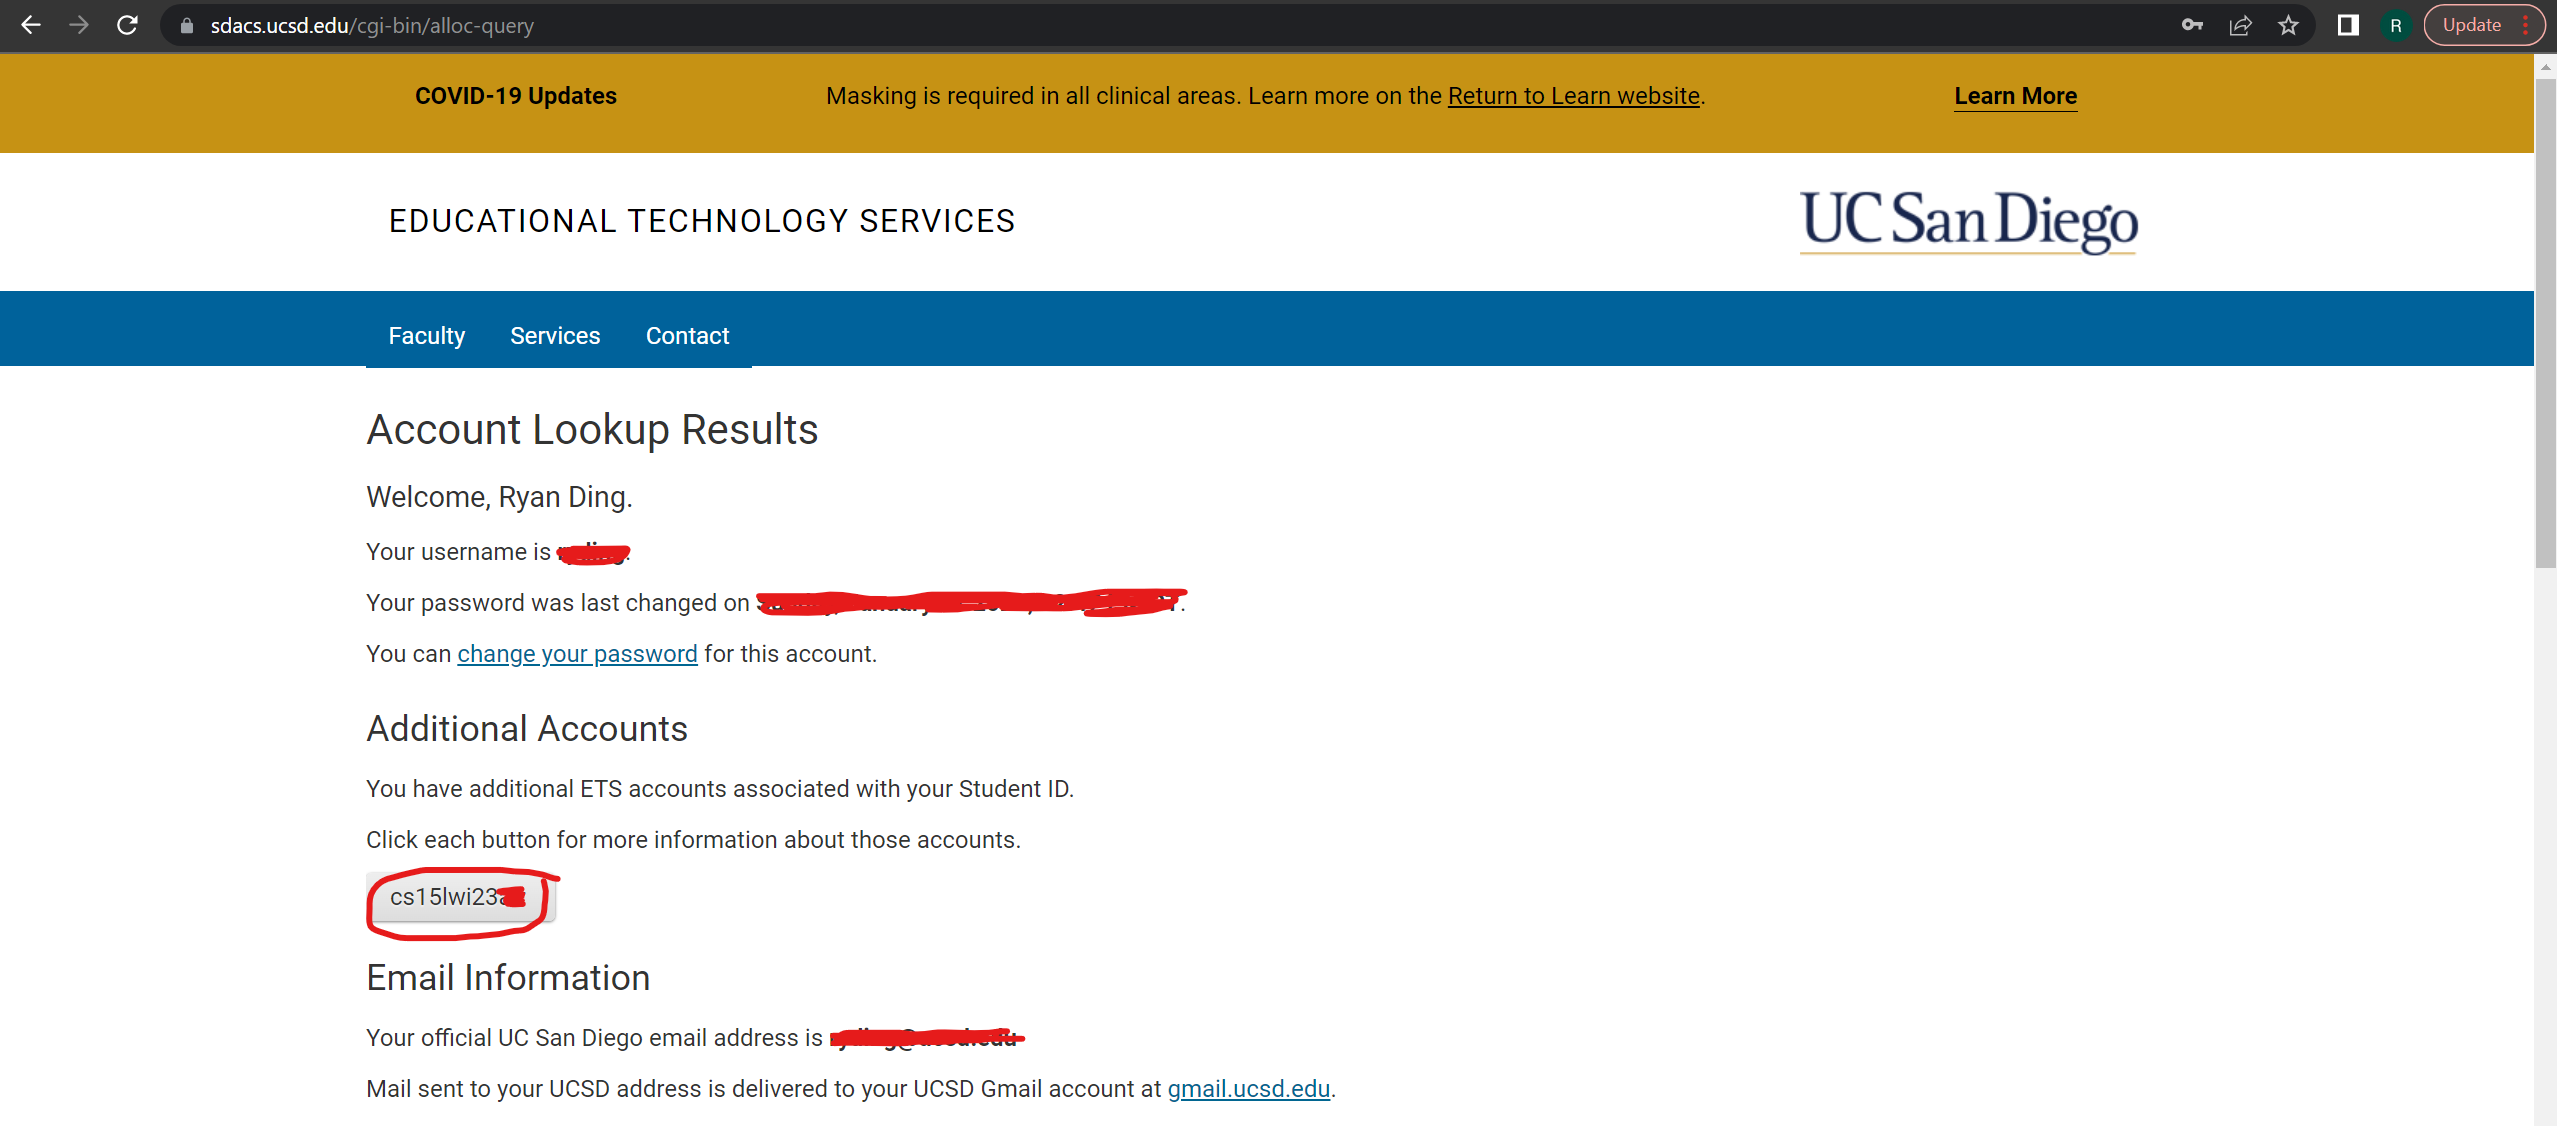 sdacs.ucsd.edu/cgi-bin/alloc-query
R
Update
COVID-19 Updates
Masking is required in all clinical areas. Learn more on the Return to Learn website.
Learn More
EDUCATIONAL TECHNOLOGY SERVICES
UC San Diego
Faculty
Services
Contact
Account Lookup Results
Welcome, Ryan Ding.
Your username is
Your password was last changed on
You can change your password for this account.
Additional Accounts
You have additional ETS accounts associated with your Student ID.
Click each button for more information about those accounts.
cs15lwi23
Email Information
Your official UC San Diego email address is
Mail sent to your UCSD address is delivered to your UCSD Gmail account at gmail.ucsd.edu.